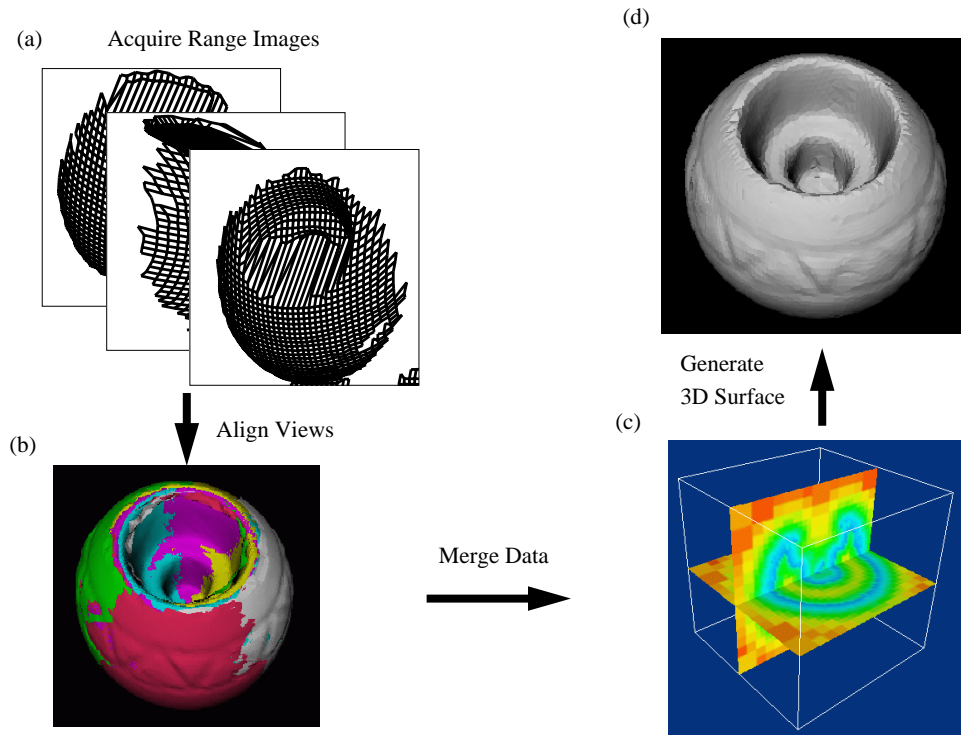 (a)
Acquire Range Images
Align Views
(b)
Merge Data
(c)
Generate
3D Surface
(d)